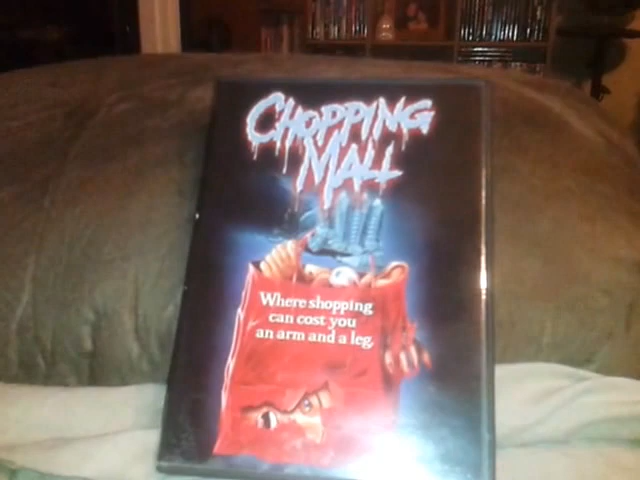 CHOPPING
MALL
Where shopping
can cost you
an arm and a leg.